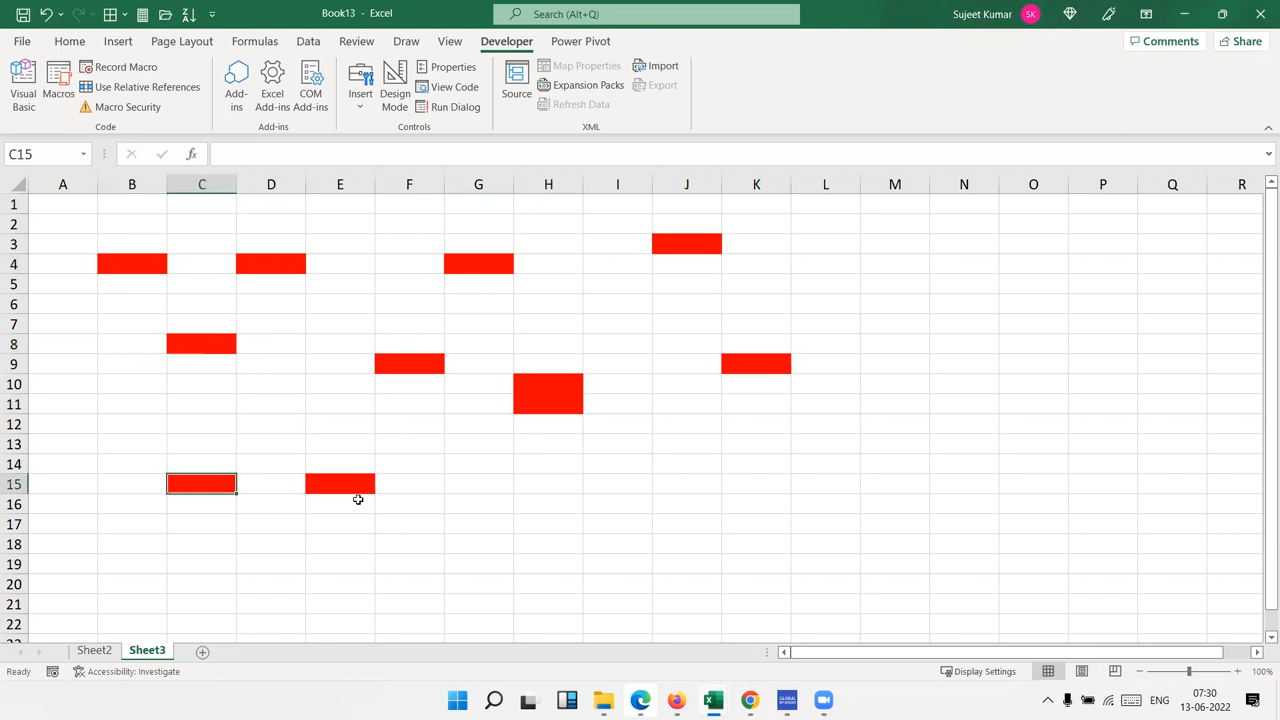 Book13 - Excel
Search (Alt+Q)
Sujeet Kumar
SK
File
Home
Insert
Page Layout
Formulas
Data
Review
Draw
View
Developer
Power Pivot
Comments
Share
Visual Basic
Macros
Record Macro
Use Relative References
Macro Security
Code
Add-ins
Excel Add-ins
COM Add-ins
Add-ins
Insert
Design Mode
Properties
View Code
Run Dialog
Controls
Source
Map Properties
Expansion Packs
Refresh Data
Import
Export
XML
C15
fx
A B C D E F G H I J K L M N O P Q R
1
2
3
4
5
6
7
8
9
10
11
12
13
14
15
16
17
18
19
20
21
22
Sheet2
Sheet3
Ready
Accessibility: Investigate
Display Settings
100%
ENG
07:30
13-06-2022